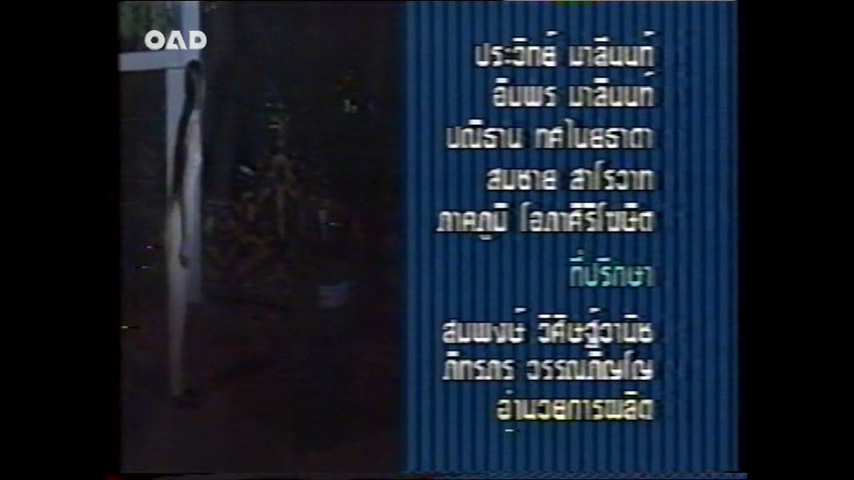 OAD
ประวิทย์ มาลีนนท์
อัมพร มาลีนนท์
ปณิธาน ทศไนยธาดา
สมชาย สาโรวาท
ภาคภูมิ โอภาศิริโฆษิต
ที่ปรึกษา
สมพงษ์ วิศิษฐ์วานิช
ภัทรภร วรรณภิญโญ
อำนวยการผลิต